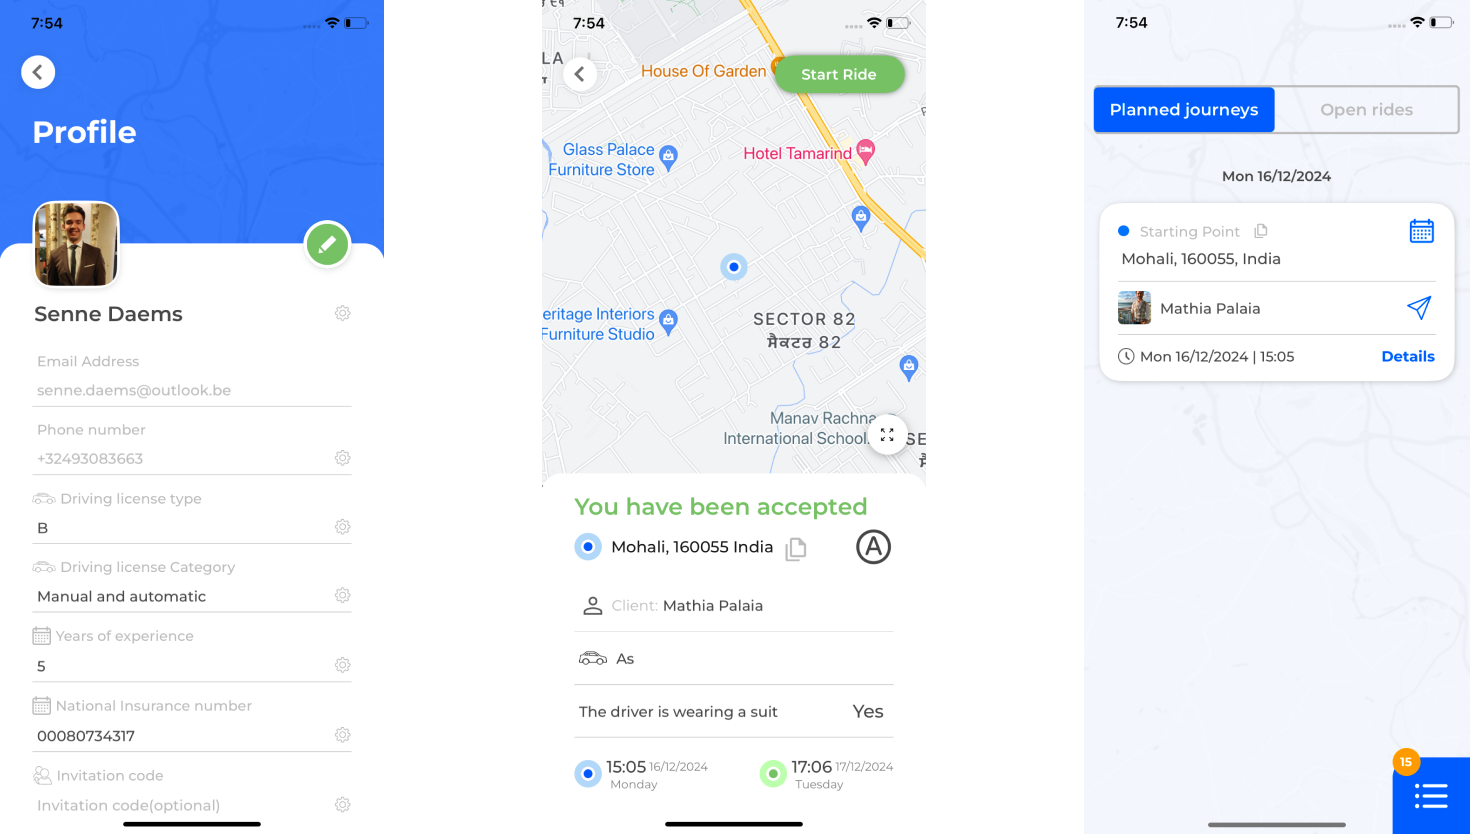 7:54
Profile
Senne Daems
Email Address
senne.daems@outlook.be
Phone number
+32493083663
Driving license type
B
Driving license Category
Manual and automatic
Years of experience
5
National Insurance number
00080734317
Invitation code
Invitation code(optional)
7:54
LA
House Of Garden
Start Ride
Glass Palace
Furniture Store
Hotel Tamarind
eritage Interiors
Furniture Studio
SECTOR 82
ਸੈਕਟਰ 82
Manav Rachna
International School
SE
You have been accepted
Mohali, 160055 India
A
Client: Mathia Palaia
As
The driver is wearing a suit Yes
15:05 16/12/2024
Monday
17:06 17/12/2024
Tuesday
7:54
Planned journeys
Open rides
Mon 16/12/2024
Starting Point
Mohali, 160055, India
Mathia Palaia
Mon 16/12/2024 | 15:05
Details
15